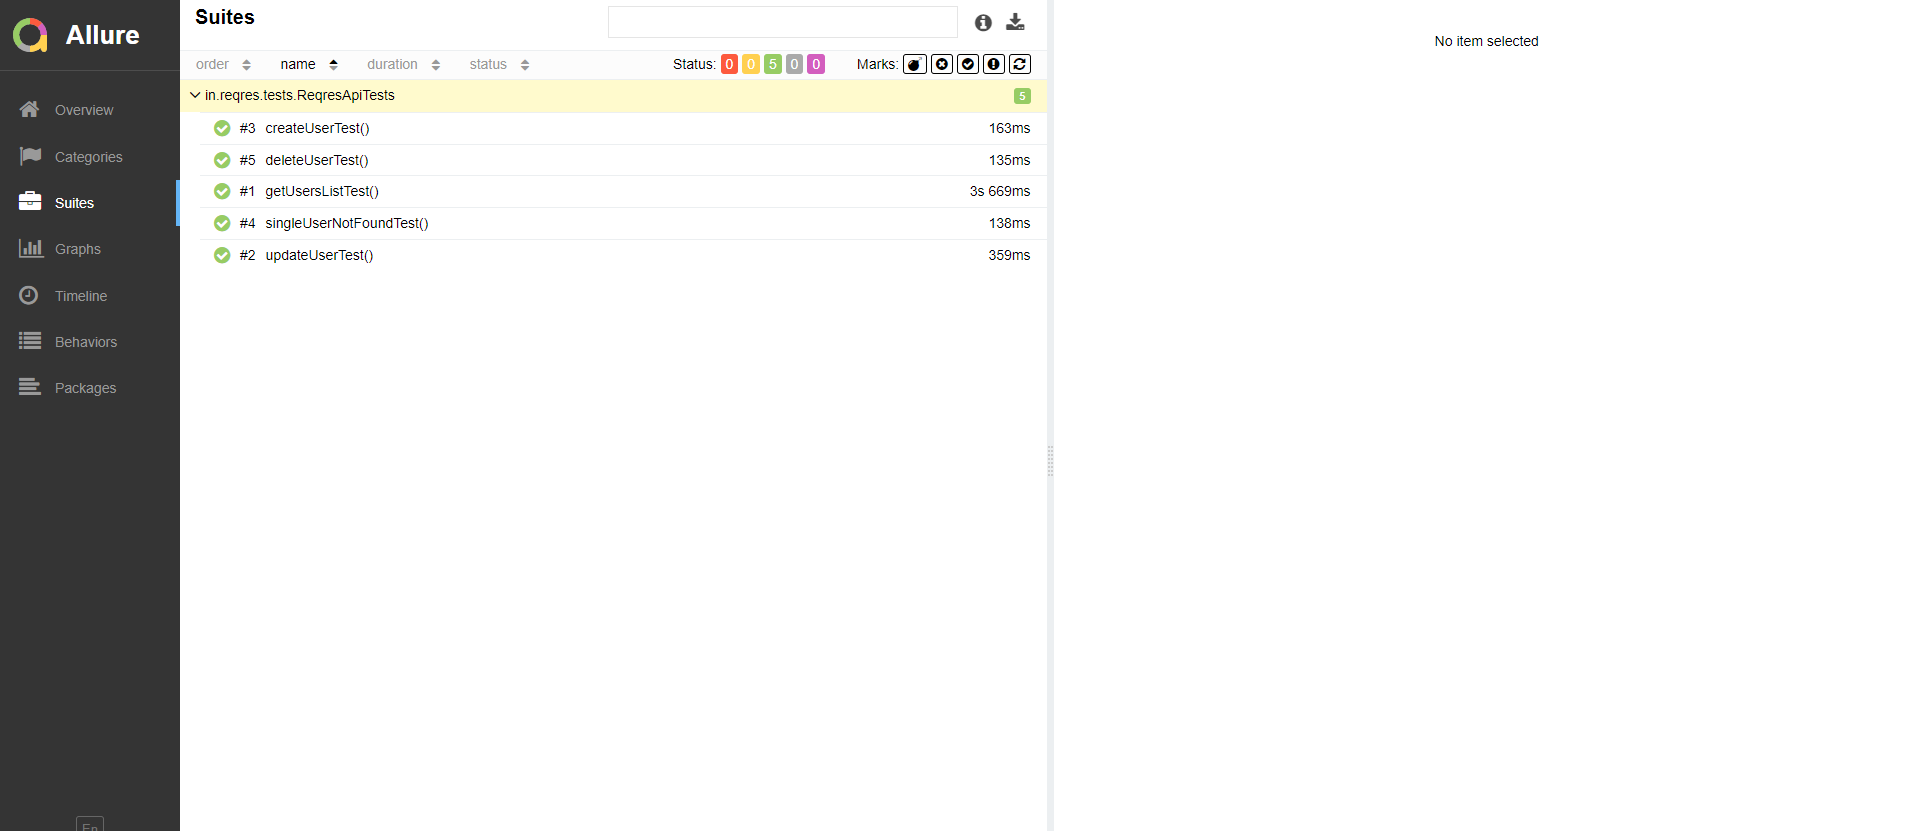 Allure
Overview
Categories
Suites
Graphs
Timeline
Behaviors
Packages
En
Suites
order name duration status Status: 0 0 5 0 0 Marks:
in.reqres.tests.ReqresApiTests 5
#3 createUserTest() 163ms
#5 deleteUserTest() 135ms
#1 getUsersListTest() 3s 669ms
#4 singleUserNotFoundTest() 138ms
#2 updateUserTest() 359ms
No item selected